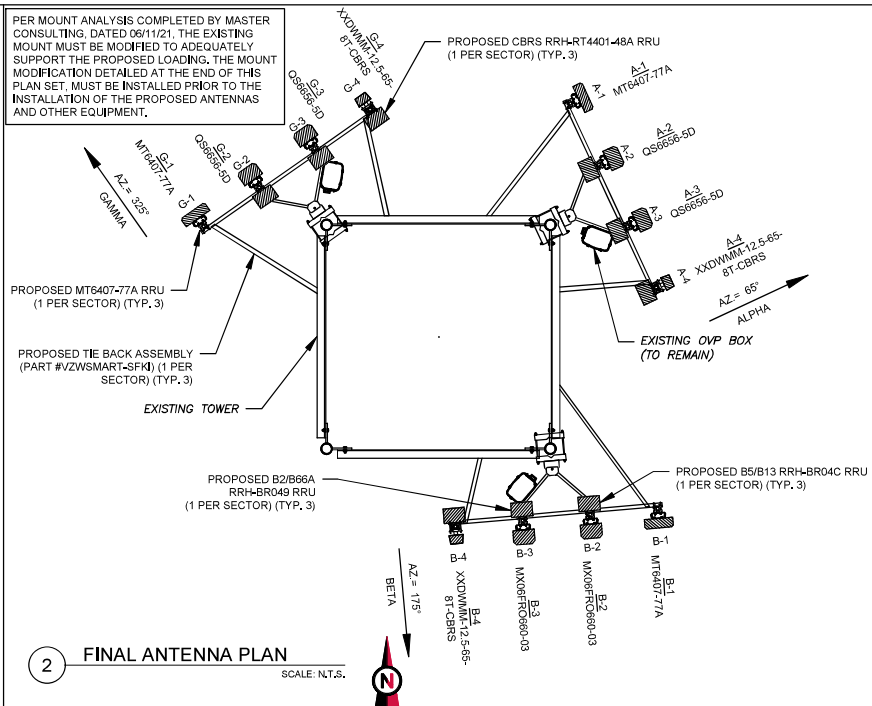 PER MOUNT ANALYSIS COMPLETED BY MASTER
CONSULTING, DATED 06/11/21, THE EXISTING
MOUNT MUST BE MODIFIED TO ADEQUATELY
SUPPORT THE PROPOSED LOADING. THE MOUNT
MODIFICATION DETAILED AT THE END OF THIS
PLAN SET, MUST BE INSTALLED PRIOR TO THE
INSTALLATION OF THE PROPOSED ANTENNAS
AND OTHER EQUIPMENT.
G-4
XXDWMM-12.5-65-
8T-CBRS
G-4
PROPOSED CBRS RRH-RT4401-48A RRU
(1 PER SECTOR) (TYP. 3)
G-3
QS6656-5D
G-3
G-2
QS6656-5D
G-2
G-1
MT6407-77A
G-1
AZ.= 325°
GAMMA
A-1
MT6407-77A
A-1
A-2
QS6656-5D
A-2
A-3
QS6656-5D
A-3
A-4
XXDWMM-12.5-65-
8T-CBRS
A-4
AZ.= 65°
ALPHA
PROPOSED MT6407-77A RRU
(1 PER SECTOR) (TYP. 3)
EXISTING OVP BOX
(TO REMAIN)
PROPOSED TIE BACK ASSEMBLY
(PART #VZWSMART-SFKI) (1 PER
SECTOR) (TYP. 3)
EXISTING TOWER
PROPOSED B2/B66A
RRH-BR049 RRU
(1 PER SECTOR) (TYP. 3)
PROPOSED B5/B13 RRH-BR04C RRU
(1 PER SECTOR) (TYP. 3)
B-4
B-4
XXDWMM-12.5-65-
8T-CBRS
B-3
B-3
MX06FRO660-03
B-2
B-2
MX06FRO660-03
B-1
B-1
MT6407-77A
AZ.= 175°
BETA
2
FINAL ANTENNA PLAN
SCALE: N.T.S.
N